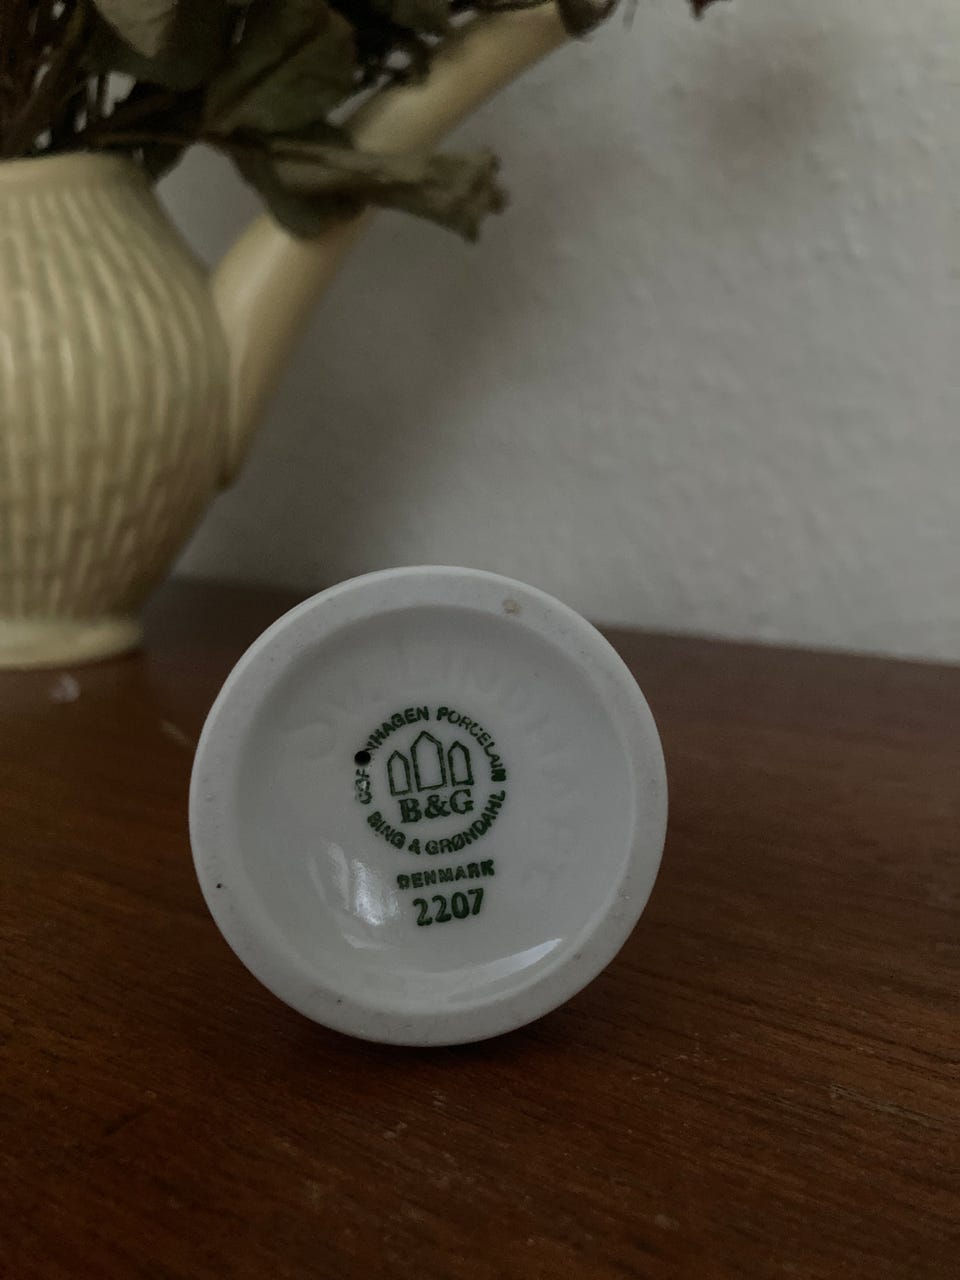 COPENHAGEN PORCELAIN
B&G
BING & GRØNDAHL
DENMARK
2207